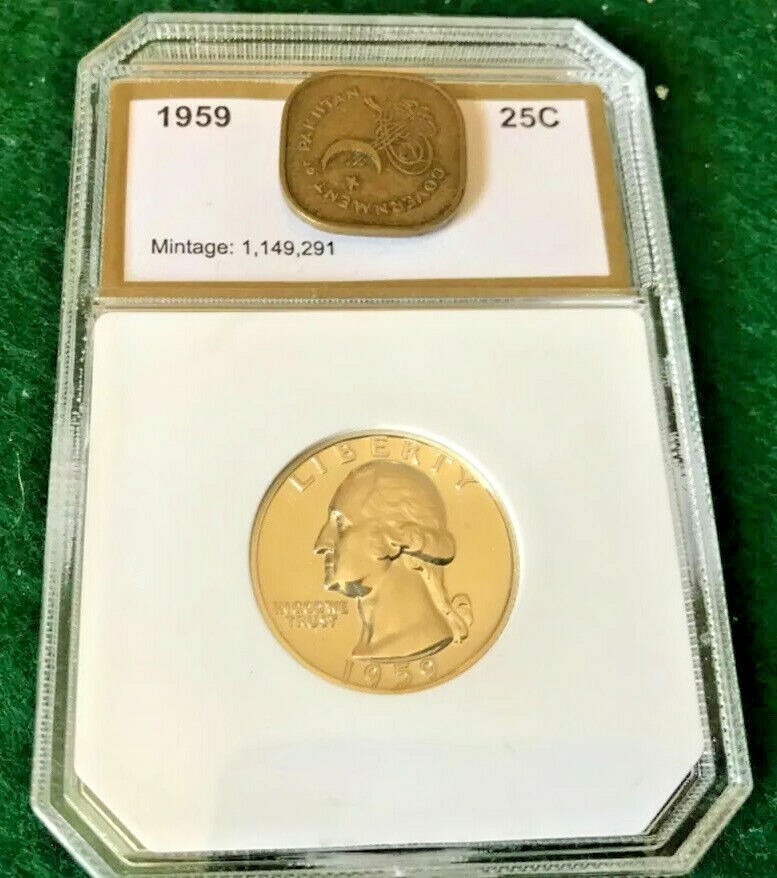 1959
25C
GOVERNMENT OF PAKISTAN
Mintage: 1,149,291
LIBERTY
IN GOD WE
TRUST
1959